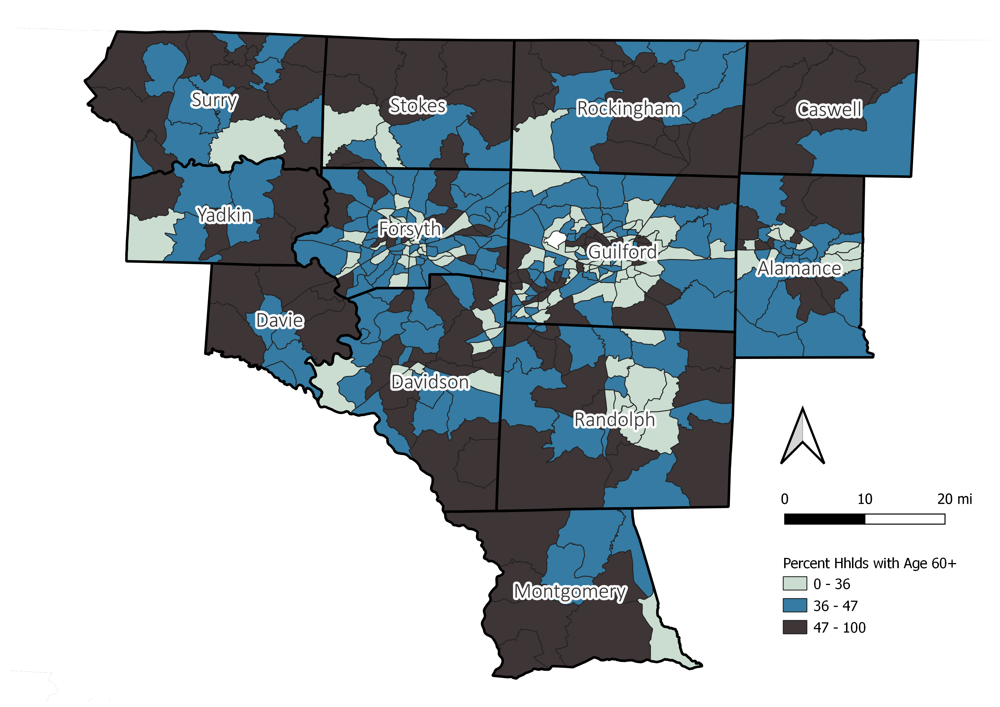 Surry
Stokes
Rockingham
Caswell
Yadkin
Forsyth
Guilford
Alamance
Davie
Davidson
Randolph
Montgomery
0 10 20 mi
Percent Hhlds with Age 60+
0 - 36
36 - 47
47 - 100